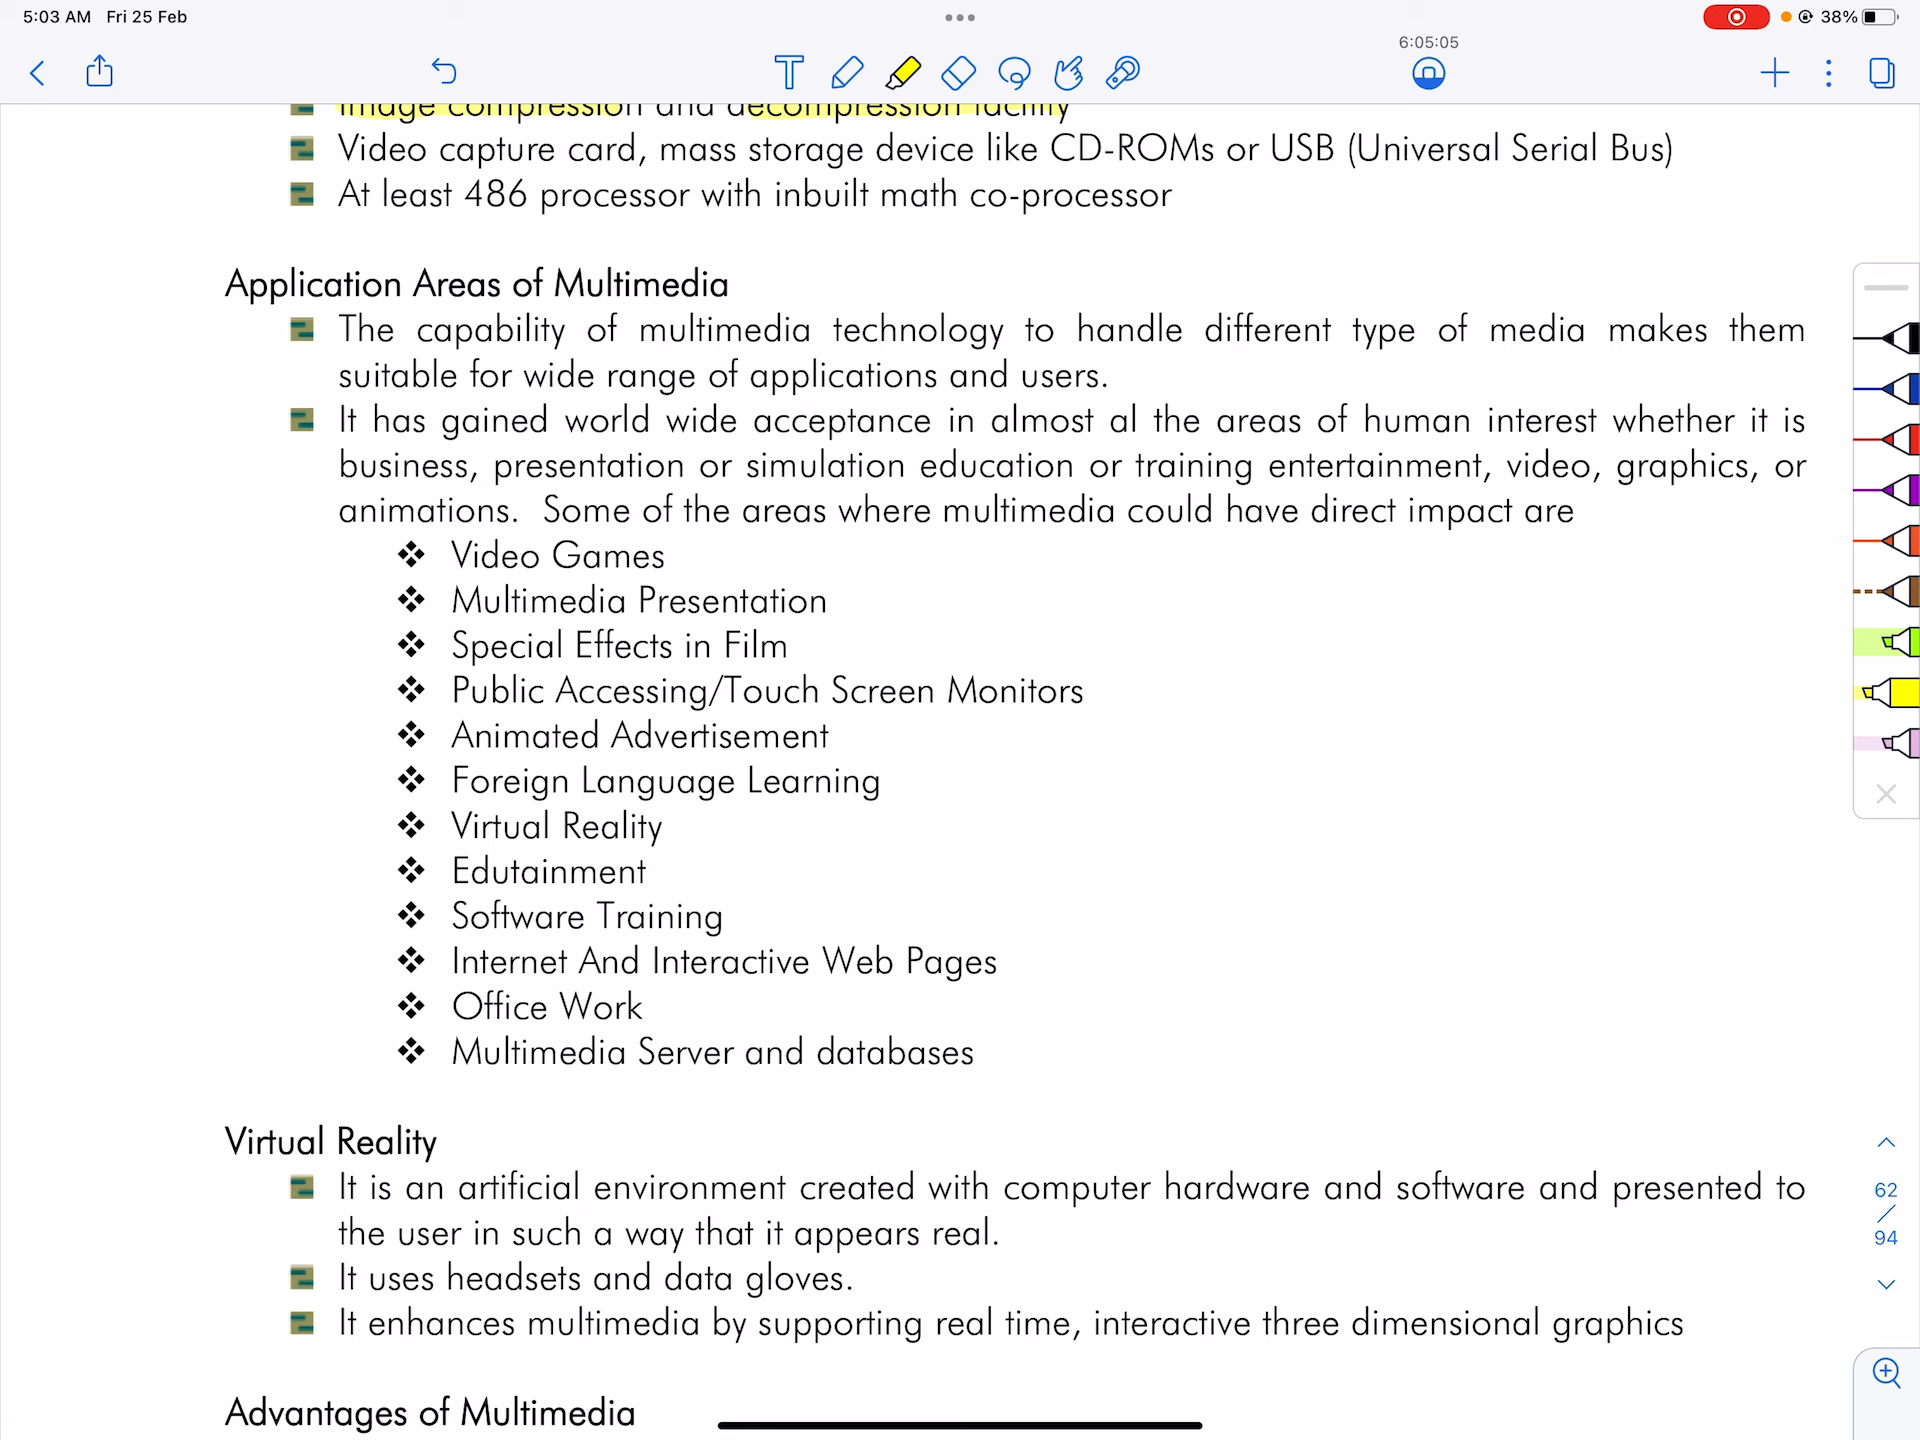 5:03 AM Fri 25 Feb
38%
6:05:05
Image compression and decompression facility
Video capture card, mass storage device like CD-ROMs or USB (Universal Serial Bus)
At least 486 processor with inbuilt math co-processor
Application Areas of Multimedia
The capability of multimedia technology to handle different type of media makes them
suitable for wide range of applications and users.
It has gained world wide acceptance in almost al the areas of human interest whether it is
business, presentation or simulation education or training entertainment, video, graphics, or
animations. Some of the areas where multimedia could have direct impact are
Video Games
Multimedia Presentation
Special Effects in Film
Public Accessing/Touch Screen Monitors
Animated Advertisement
Foreign Language Learning
Virtual Reality
Edutainment
Software Training
Internet And Interactive Web Pages
Office Work
Multimedia Server and databases
Virtual Reality
It is an artificial environment created with computer hardware and software and presented to
the user in such a way that it appears real.
It uses headsets and data gloves.
It enhances multimedia by supporting real time, interactive three dimensional graphics
Advantages of Multimedia
62
/
94